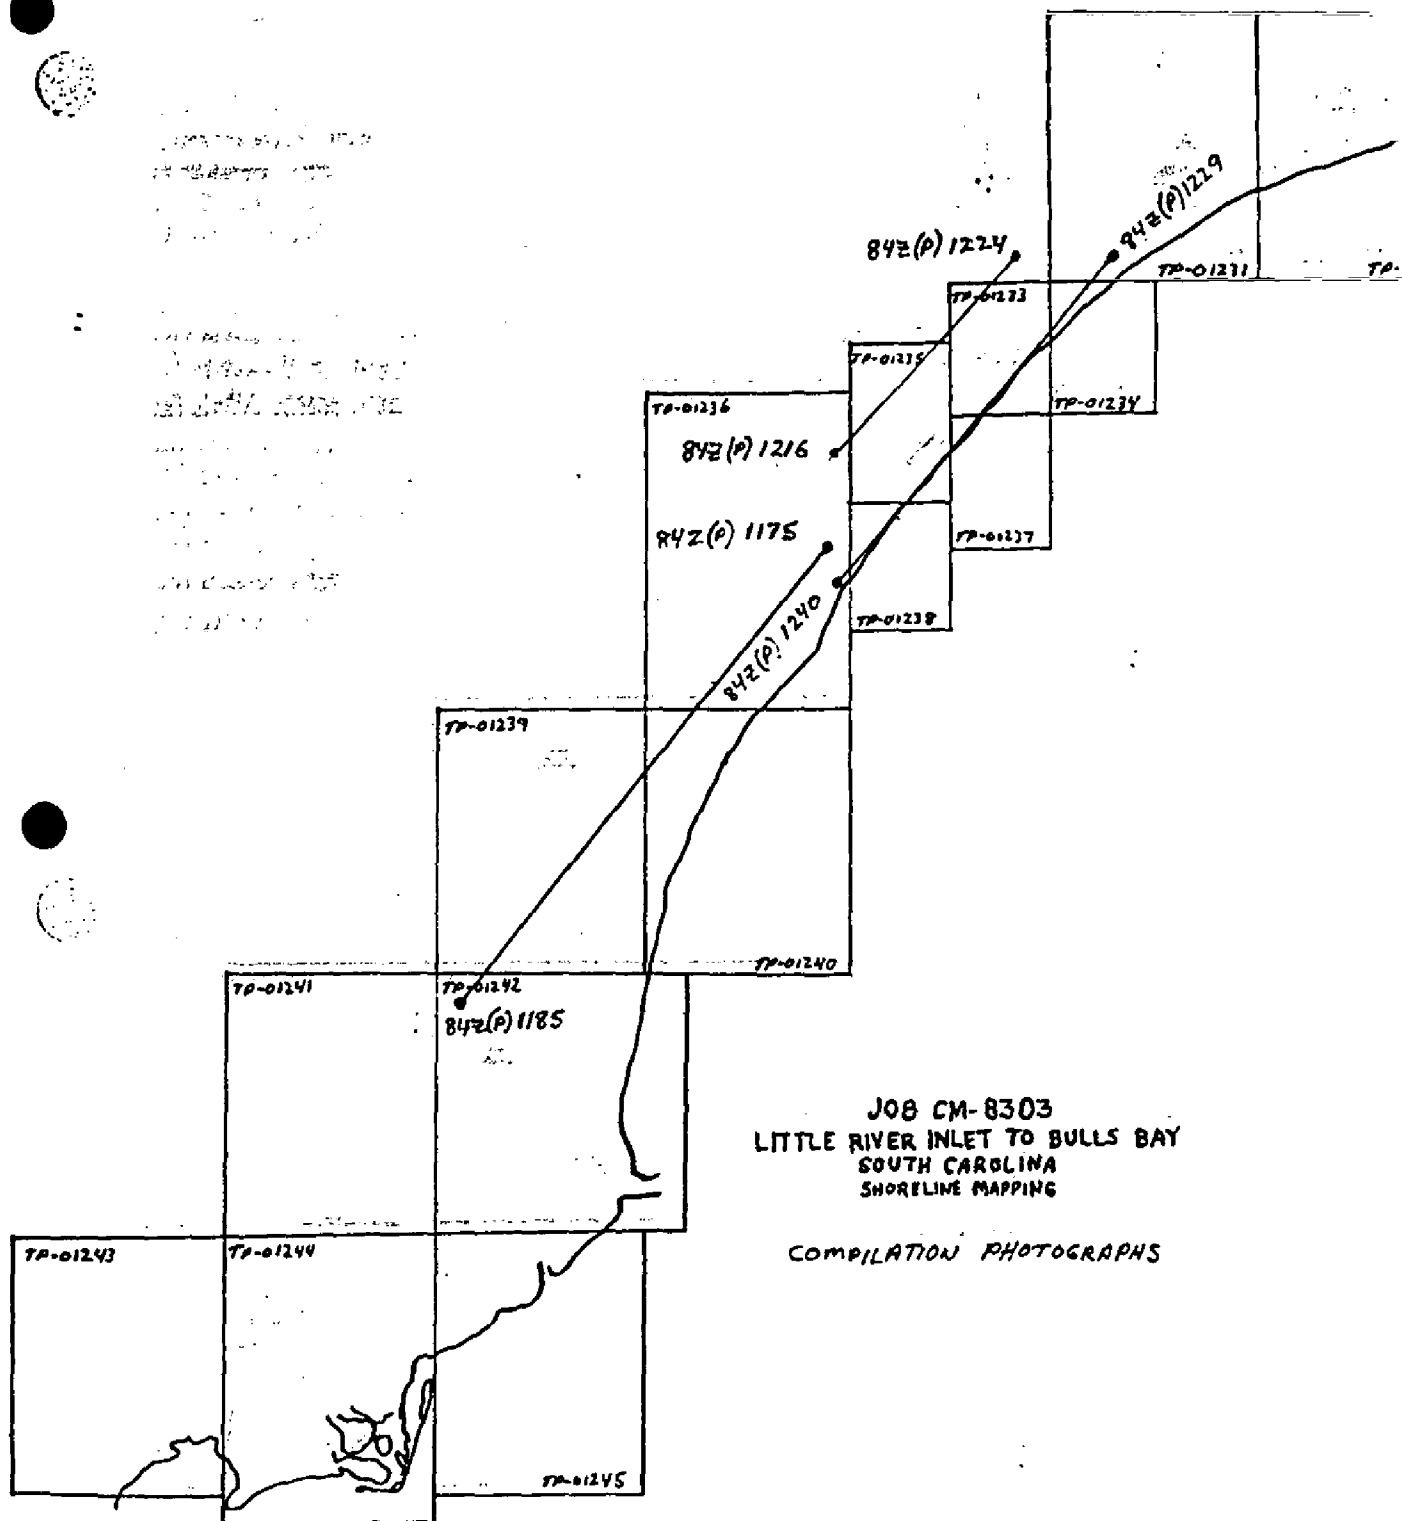 84Z(P) 1229
84Z(P) 1224
TP-01231
TP-
TP-01233
TP-01235
TP-01234
TP-01236
84Z(P) 1216
84Z(P) 1175
TP-01237
84Z(P) 1240
TP-01238
TP-01239
TP-01240
TP-01241
TP-01242
84Z(P) 1185
JOB CM-8303
LITTLE RIVER INLET TO BULLS BAY
SOUTH CAROLINA
SHORELINE MAPPING
COMPILATION PHOTOGRAPHS
TP-01243
TP-01244
TP-01245